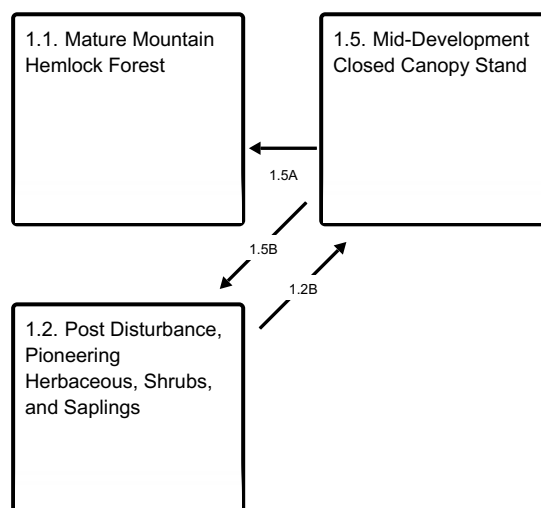 1.1. Mature Mountain
Hemlock Forest
1.5. Mid-Development
Closed Canopy Stand
1.5A
1.5B
1.2B
1.2. Post Disturbance,
Pioneering
Herbaceous, Shrubs,
and Saplings